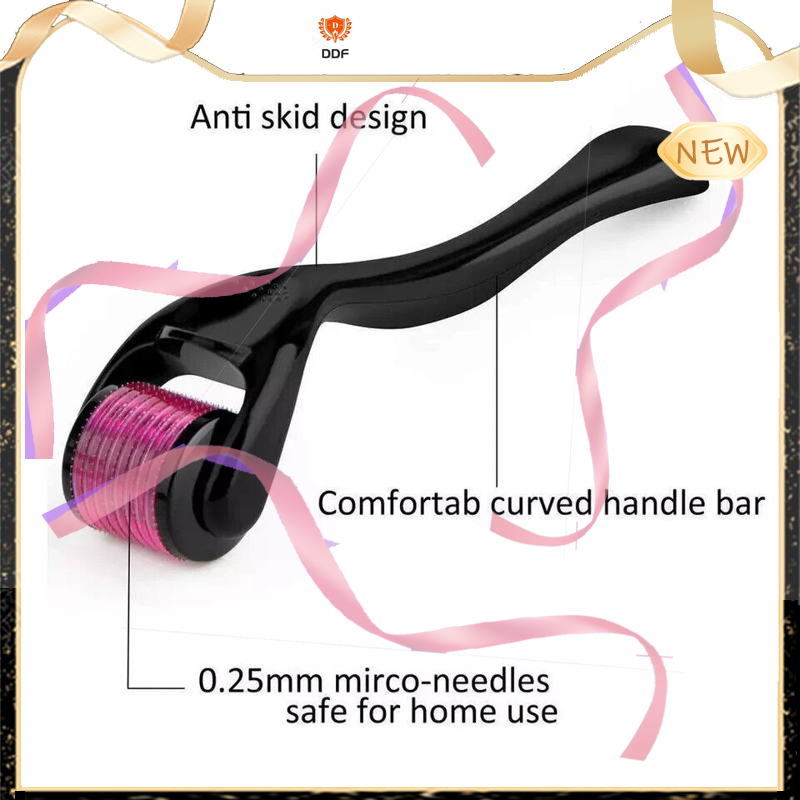 DDF
Anti skid design
NEW
Comfortab curved handle bar
0.25mm mirco-needles
safe for home use